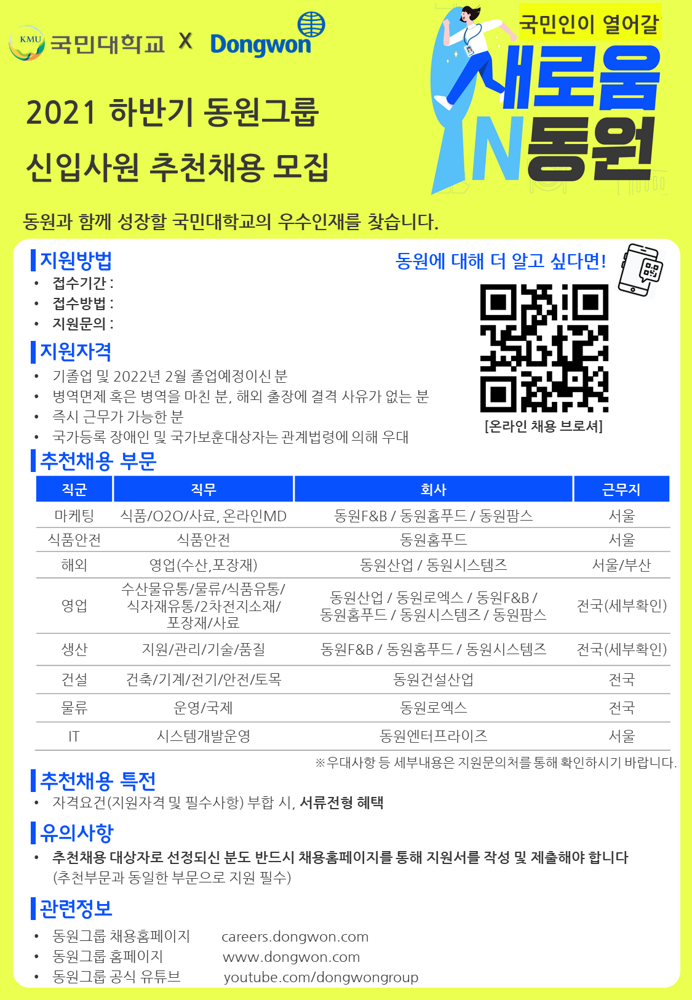 KMU 국민대학교 X Dongwon
국민인이 열어갈
새로움
IN동원
2021 하반기 동원그룹
신입사원 추천채용 모집
동원과 함께 성장할 국민대학교의 우수인재를 찾습니다.
지원방법
• 접수기간 :
• 접수방법 :
• 지원문의 :
동원에 대해 더 알고 싶다면!
[온라인 채용 브로셔]
지원자격
• 기졸업 및 2022년 2월 졸업예정이신 분
• 병역면제 혹은 병역을 마친 분, 해외 출장에 결격 사유가 없는 분
• 즉시 근무가 가능한 분
• 국가등록 장애인 및 국가보훈대상자는 관계법령에 의해 우대
추천채용 부문
직군 직무 회사 근무지
마케팅 식품/O2O/사료, 온라인MD 동원F&B / 동원홈푸드 / 동원팜스 서울
식품안전 식품안전 동원홈푸드 서울
해외 영업(수산,포장재) 동원산업 / 동원시스템즈 서울/부산
영업 수산물유통/물류/식품유통/
식자재유통/2차전지소재/
포장재/사료 동원산업 / 동원로엑스 / 동원F&B /
동원홈푸드 / 동원시스템즈 / 동원팜스 전국(세부확인)
생산 지원/관리/기술/품질 동원F&B / 동원홈푸드 / 동원시스템즈 전국(세부확인)
건설 건축/기계/전기/안전/토목 동원건설산업 전국
물류 운영/국제 동원로엑스 전국
IT 시스템개발운영 동원엔터프라이즈 서울
※우대사항 등 세부내용은 지원문의처를 통해 확인하시기 바랍니다.
추천채용 특전
• 자격요건(지원자격 및 필수사항) 부합 시, 서류전형 혜택
유의사항
• 추천채용 대상자로 선정되신 분도 반드시 채용홈페이지를 통해 지원서를 작성 및 제출해야 합니다
(추천부문과 동일한 부문으로 지원 필수)
관련정보
• 동원그룹 채용홈페이지 careers.dongwon.com
• 동원그룹 홈페이지 www.dongwon.com
• 동원그룹 공식 유튜브 youtube.com/dongwongroup